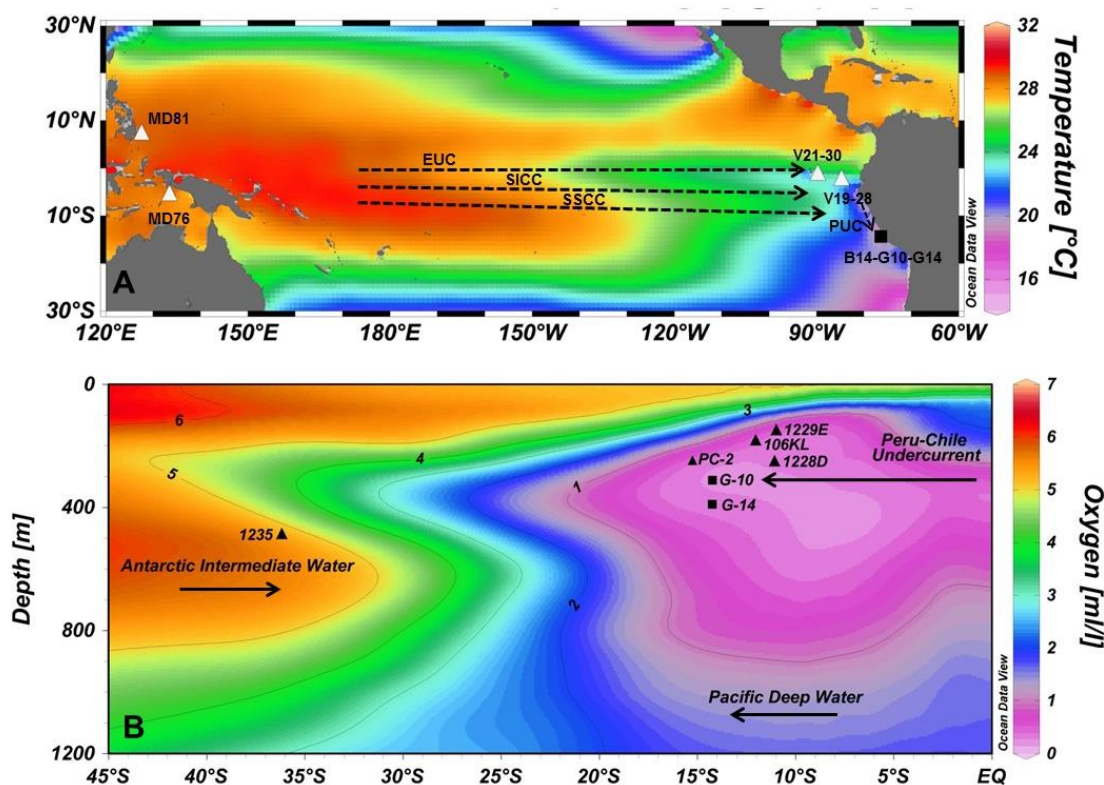 30°N
10°N
10°S
30°S
MD81
MD76
EUC
SICC
SSCC
V21-30
V19-28
PUC
B14-G10-G14
A
Ocean Data View
120°E 150°E 180°E 150°W 120°W 90°W 60°W
32
28
24
20
16
Temperature [°C]
0
400
800
1200
Depth [m]
6
5
4
3
1
2
1229E
106KL
1228D
PC-2
G-10
G-14
Peru-Chile
Undercurrent
1235
Antarctic Intermediate Water
Pacific Deep Water
B
Ocean Data View
45°S 40°S 35°S 30°S 25°S 20°S 15°S 10°S 5°S EQ
7
6
5
4
3
2
1
0
Oxygen [ml/l]